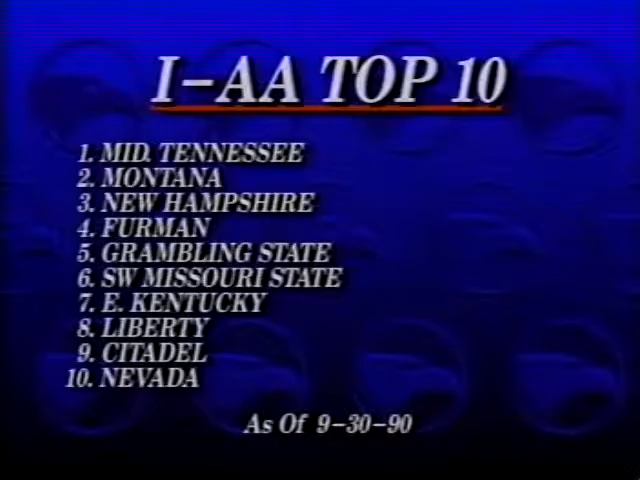 I-AA TOP 10
1. MID. TENNESSEE
2. MONTANA
3. NEW HAMPSHIRE
4. FURMAN
5. GRAMBLING STATE
6. SW MISSOURI STATE
7. E. KENTUCKY
8. LIBERTY
9. CITADEL
10. NEVADA
As Of 9-30-90